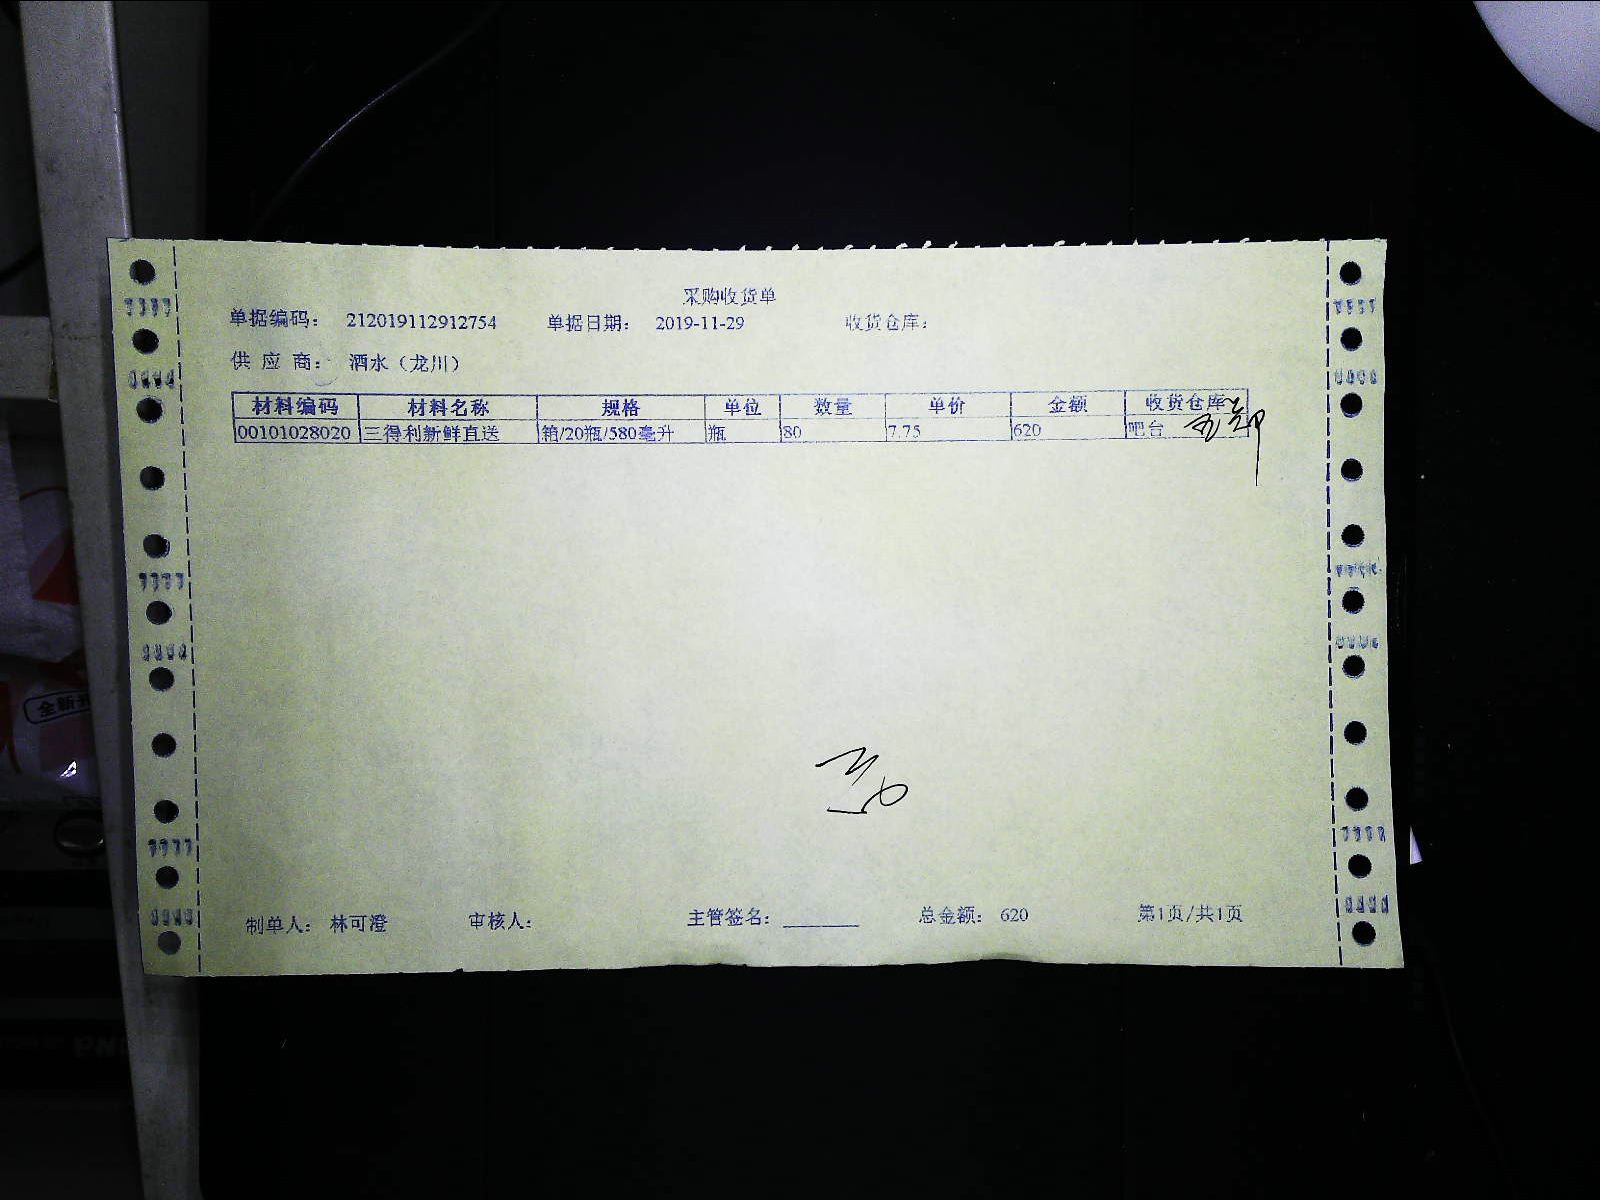 采购收货单
单据编码： 212019112912754 单据日期： 2019-11-29 收货仓库：
供 应 商： 酒水（龙川）
材料编码 材料名称 规格 单位 数量 单价 金额 收货仓库
00101028020 三得利新鲜直送 箱/20瓶/580毫升 瓶 80 7.75 620 吧台
制单人： 林可澄 审核人： 主管签名： 总金额： 620 第1页/共1页
全新